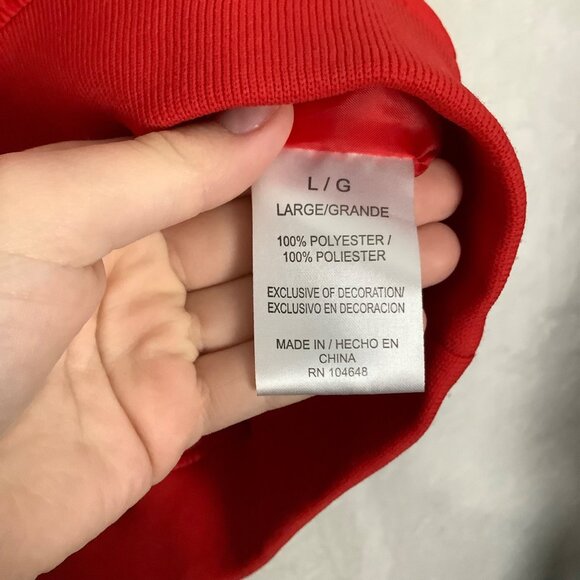 L / G
LARGE/GRANDE
100% POLYESTER /
100% POLIESTER
EXCLUSIVE OF DECORATION/
EXCLUSIVO EN DECORACION
MADE IN / HECHO EN
CHINA
RN 104648